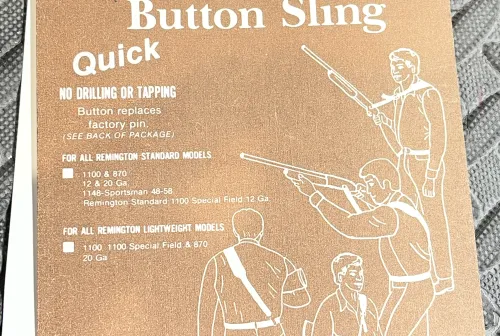 Button Sling
Quick
NO DRILLING OR TAPPING
Button replaces
factory pin.
(SEE BACK OF PACKAGE)
FOR ALL REMINGTON STANDARD MODELS
1100 & 870
12 & 20 Ga.
1148-Sportsman 48-58
Remington Standard 1100 Special Field 12 Ga.
FOR ALL REMINGTON LIGHTWEIGHT MODELS
1100 1100 Special Field & 870
20 Ga